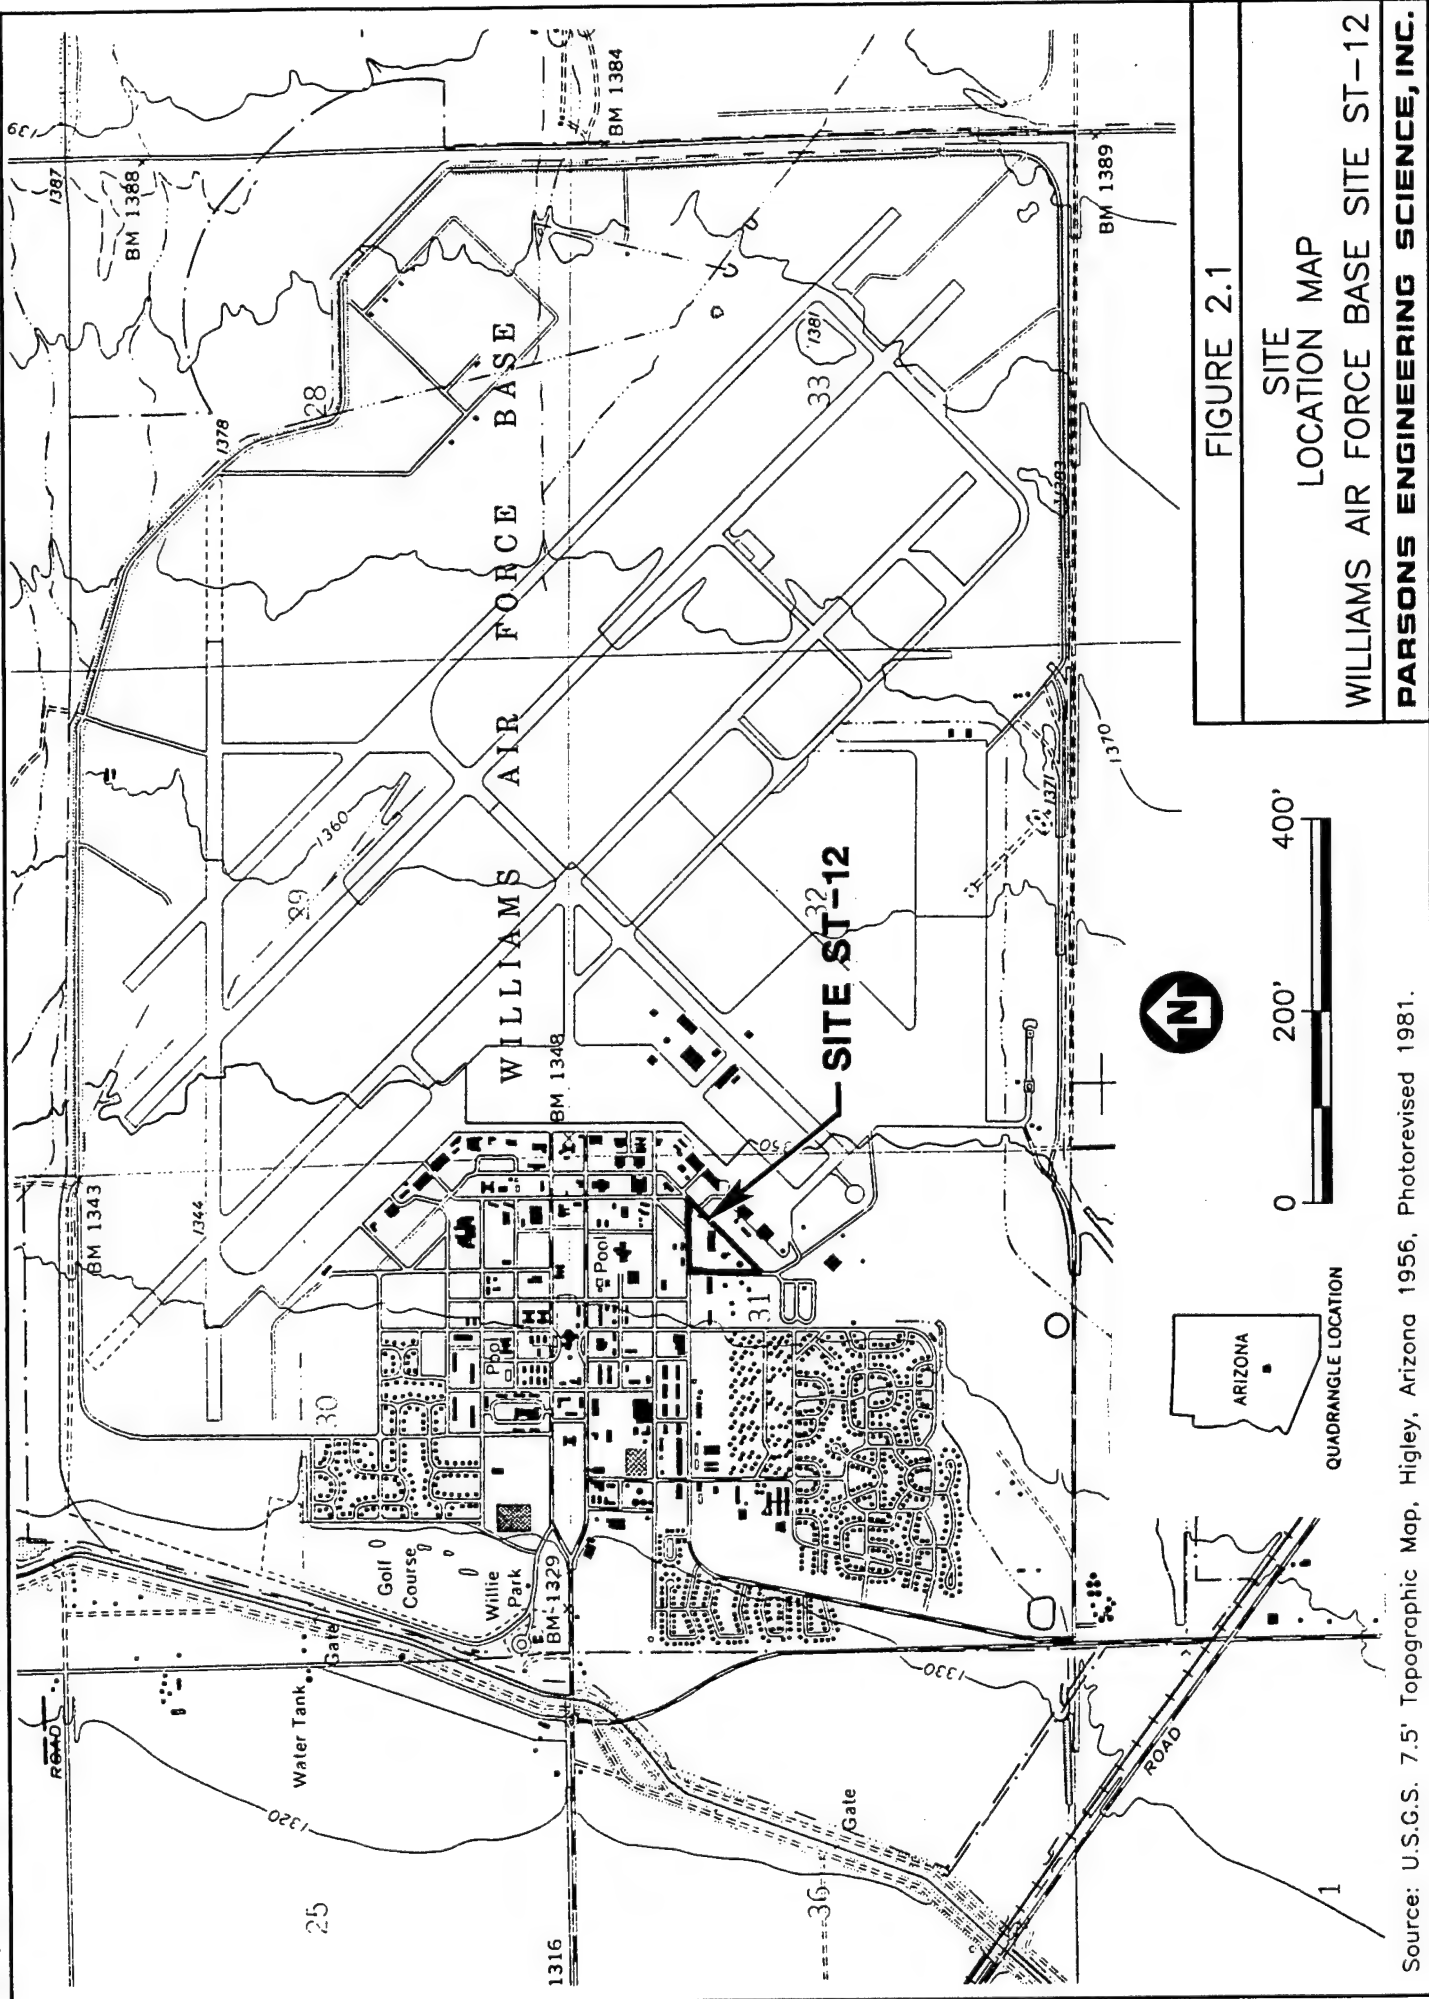 139
1387
BM 1388
BM 1384
BM 1389
28
1378
33
1381
1383
WILLIAMS AIR FORCE BASE
29
1360
32
SITE ST-12
1371
1370
BM 1343
1344
BM 1348
1350
30
Pool
Pool
31
Golf
Course
Willie
Park
BM-1329
Gate
Water Tank
ROAD
1320
1330
Gate
ROAD
25
36
1316
1
N
0 200' 400'
ARIZONA
QUADRANGLE LOCATION
Source: U.S.G.S. 7.5' Topographic Map, Higley, Arizona 1956, Photorevised 1981.
FIGURE 2.1
SITE
LOCATION MAP
WILLIAMS AIR FORCE BASE SITE ST-12
PARSONS ENGINEERING SCIENCE, INC.